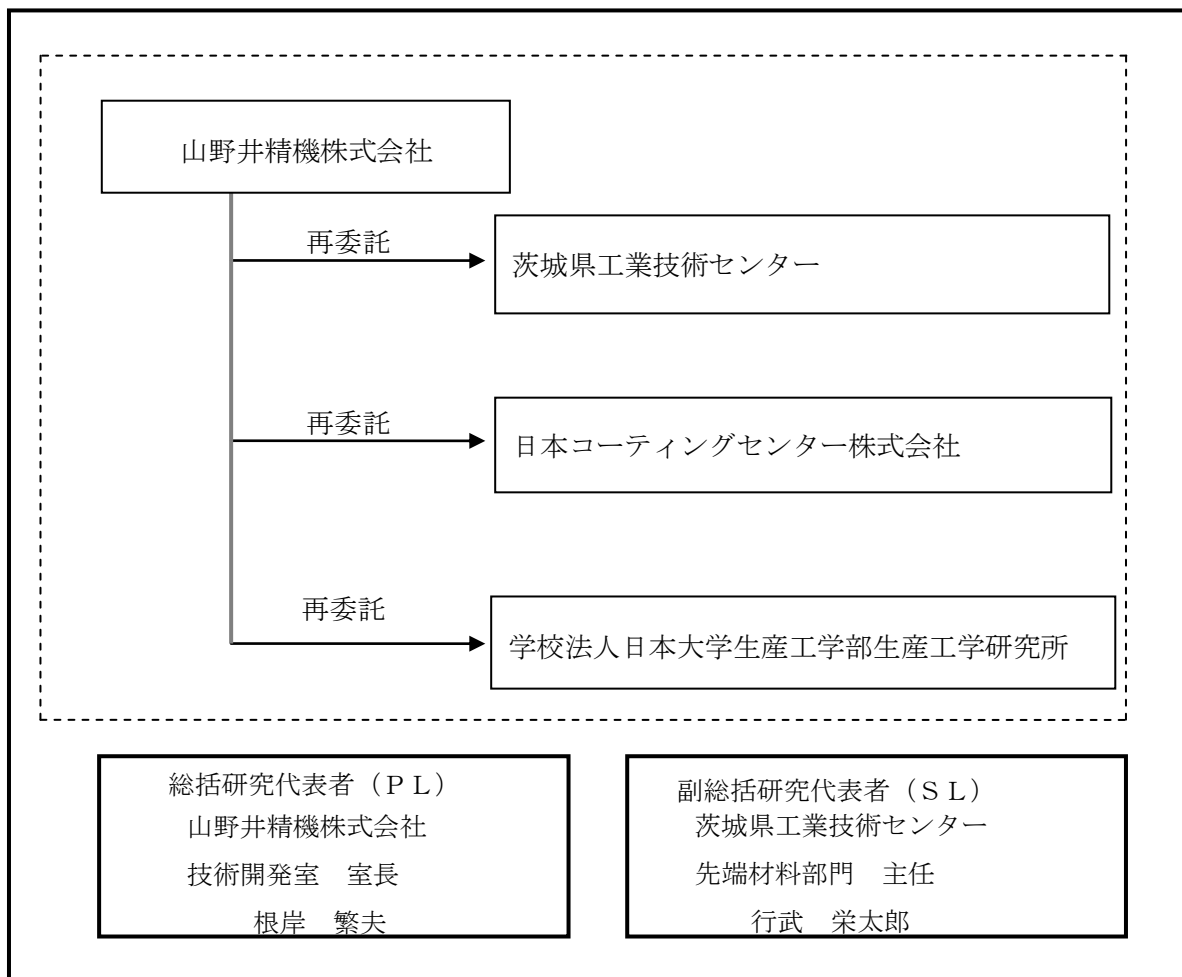 山野井精機株式会社
再委託
茨城県工業技術センター
再委託
日本コーティングセンター株式会社
再委託
学校法人日本大学生産工学部生産工学研究所
総括研究代表者（ＰＬ）
山野井精機株式会社
技術開発室　室長
根岸　繁夫
副総括研究代表者（ＳＬ）
茨城県工業技術センター
先端材料部門　主任
行武　栄太郎